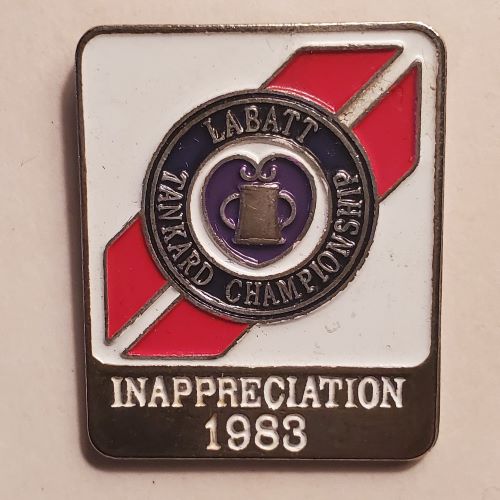 LABATT
TANKARD CHAMPIONSHIP
INAPPRECIATION
1983